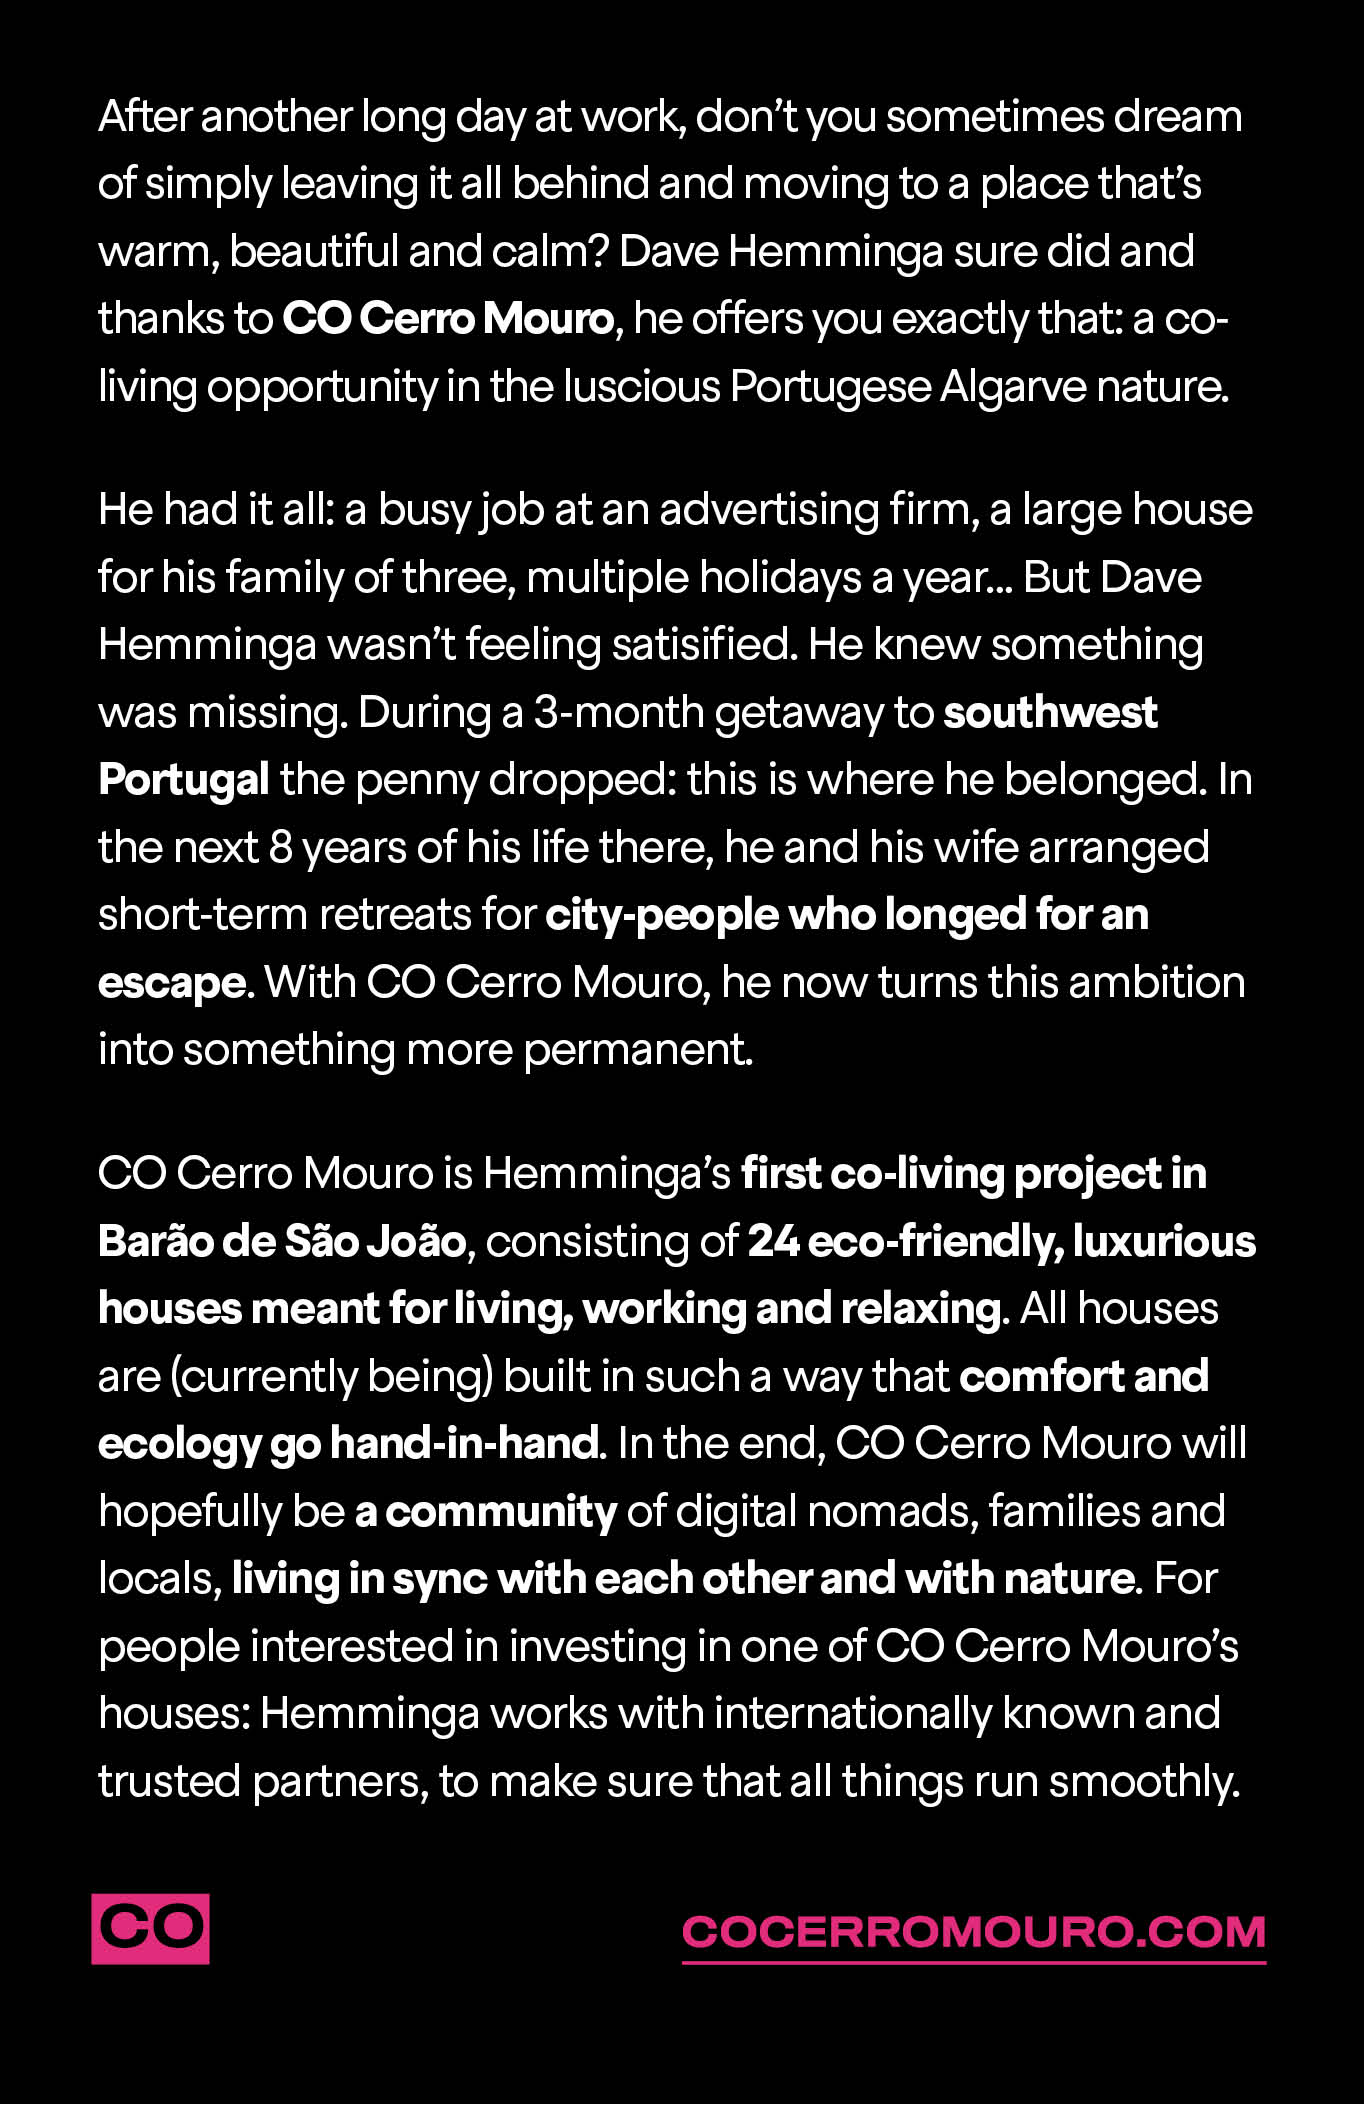 After another long day at work, don’t you sometimes dream
of simply leaving it all behind and moving to a place that’s
warm, beautiful and calm? Dave Hemminga sure did and
thanks to CO Cerro Mouro, he offers you exactly that: a co-
living opportunity in the luscious Portugese Algarve nature.
He had it all: a busy job at an advertising firm, a large house
for his family of three, multiple holidays a year... But Dave
Hemminga wasn’t feeling satisified. He knew something
was missing. During a 3-month getaway to southwest
Portugal the penny dropped: this is where he belonged. In
the next 8 years of his life there, he and his wife arranged
short-term retreats for city-people who longed for an
escape. With CO Cerro Mouro, he now turns this ambition
into something more permanent.
CO Cerro Mouro is Hemminga’s first co-living project in
Barão de São João, consisting of 24 eco-friendly, luxurious
houses meant for living, working and relaxing. All houses
are (currently being) built in such a way that comfort and
ecology go hand-in-hand. In the end, CO Cerro Mouro will
hopefully be a community of digital nomads, families and
locals, living in sync with each other and with nature. For
people interested in investing in one of CO Cerro Mouro’s
houses: Hemminga works with internationally known and
trusted partners, to make sure that all things run smoothly.
CO
COCERROMOURO.COM